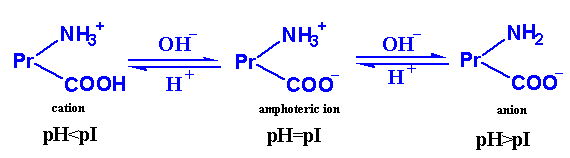 NH₃⁺ OH⁻ NH₃⁺ OH⁻ NH₂
Pr Pr Pr
COOH H⁺ COO⁻ H⁺ COO⁻
cation amphoteric ion anion
pH<pI pH=pI pH>pI